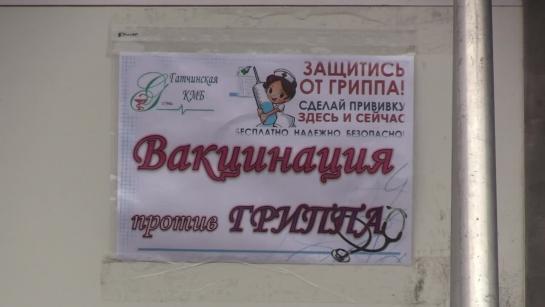 Гатчинская
КМБ
ЗАЩИТИСЬ
ОТ ГРИППА!
СДЕЛАЙ ПРИВИВКУ
ЗДЕСЬ И СЕЙЧАС
БЕСПЛАТНО НАДЕЖНО БЕЗОПАСНО!
Вакцинация
против ГРИППА